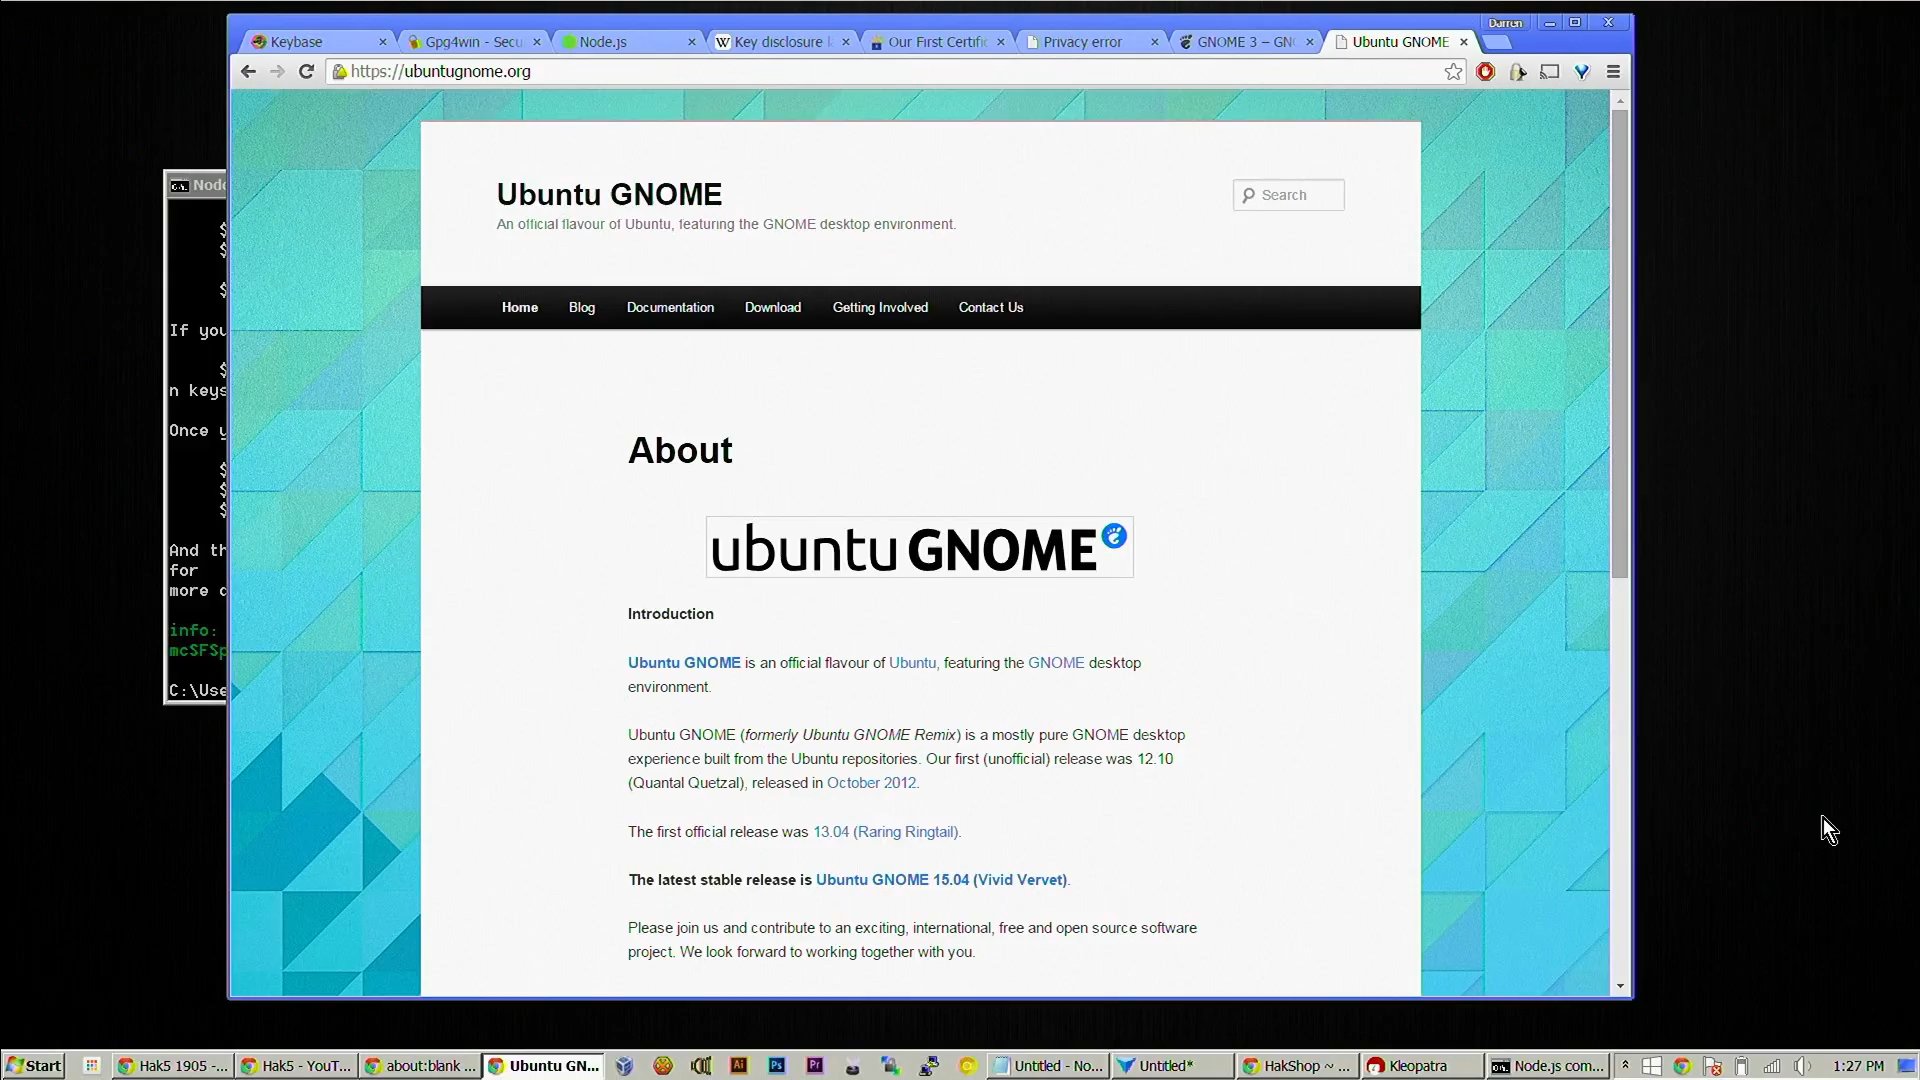 Darren
Keybase
Gpg4win - Secu
Node.js
Key disclosure l
Our First Certific
Privacy error
GNOME 3 – GNO
Ubuntu GNOME
https://ubuntugnome.org
Ubuntu GNOME
An official flavour of Ubuntu, featuring the GNOME desktop environment.
Search
Home Blog Documentation Download Getting Involved Contact Us
About
ubuntu GNOME
Introduction
Ubuntu GNOME is an official flavour of Ubuntu, featuring the GNOME desktop
environment.
Ubuntu GNOME (formerly Ubuntu GNOME Remix) is a mostly pure GNOME desktop
experience built from the Ubuntu repositories. Our first (unofficial) release was 12.10
(Quantal Quetzal), released in October 2012.
The first official release was 13.04 (Raring Ringtail).
The latest stable release is Ubuntu GNOME 15.04 (Vivid Vervet).
Please join us and contribute to an exciting, international, free and open source software
project. We look forward to working together with you.
Node
$
$
$
If you
$
n keys
Once y
$
$
$
And th
for
more d
info:
mcSFSp
C:\Use
Start
Hak5 1905 -...
Hak5 - YouT...
about:blank ...
Ubuntu GN...
Ai
Ps
Pr
Untitled - No...
Untitled*
HakShop ~ ...
Kleopatra
Node.js com...
1:27 PM